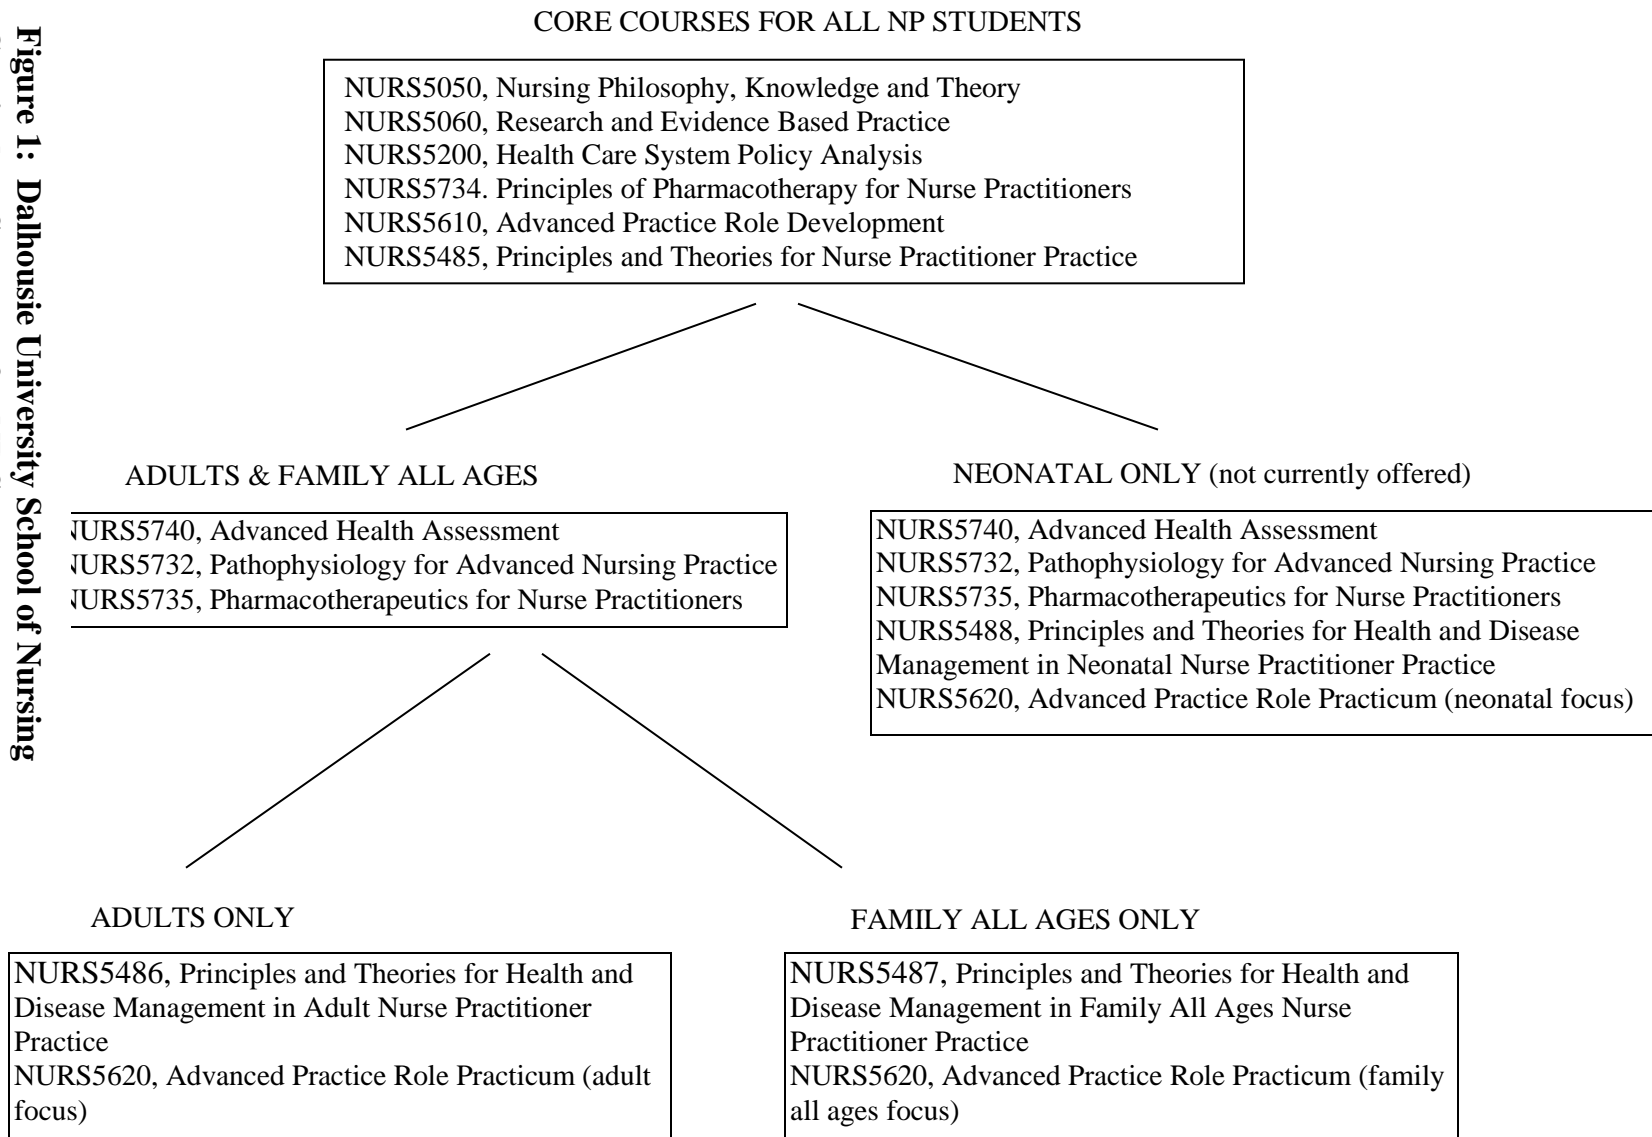 Figure 1: Dalhousie University School of Nursing
CORE COURSES FOR ALL NP STUDENTS
NURS5050, Nursing Philosophy, Knowledge and Theory
NURS5060, Research and Evidence Based Practice
NURS5200, Health Care System Policy Analysis
NURS5734. Principles of Pharmacotherapy for Nurse Practitioners
NURS5610, Advanced Practice Role Development
NURS5485, Principles and Theories for Nurse Practitioner Practice
ADULTS & FAMILY ALL AGES
NURS5740, Advanced Health Assessment
NURS5732, Pathophysiology for Advanced Nursing Practice
NURS5735, Pharmacotherapeutics for Nurse Practitioners
NEONATAL ONLY (not currently offered)
NURS5740, Advanced Health Assessment
NURS5732, Pathophysiology for Advanced Nursing Practice
NURS5735, Pharmacotherapeutics for Nurse Practitioners
NURS5488, Principles and Theories for Health and Disease
Management in Neonatal Nurse Practitioner Practice
NURS5620, Advanced Practice Role Practicum (neonatal focus)
ADULTS ONLY
NURS5486, Principles and Theories for Health and
Disease Management in Adult Nurse Practitioner
Practice
NURS5620, Advanced Practice Role Practicum (adult
focus)
FAMILY ALL AGES ONLY
NURS5487, Principles and Theories for Health and
Disease Management in Family All Ages Nurse
Practitioner Practice
NURS5620, Advanced Practice Role Practicum (family
all ages focus)